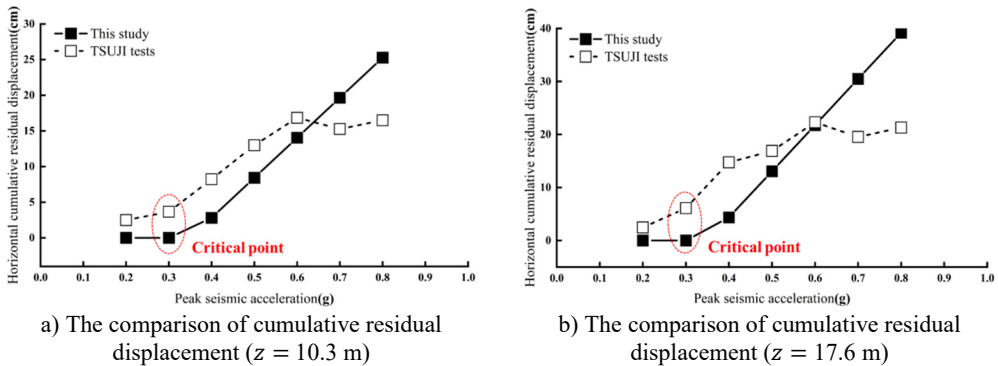 Horizontal cumulative residual displacement(cm)
30
25
20
15
10
5
0
This study
TSUJI tests
Critical point
0.0 0.1 0.2 0.3 0.4 0.5 0.6 0.7 0.8 0.9 1.0
Peak seismic acceleration(g)
a) The comparison of cumulative residual
displacement (z = 10.3 m)
Horizontal cumulative residual displacement(cm)
40
30
20
10
0
This study
TSUJI tests
Critical point
0.0 0.1 0.2 0.3 0.4 0.5 0.6 0.7 0.8 0.9 1.0
Peak seismic acceleration(g)
b) The comparison of cumulative residual
displacement (z = 17.6 m)